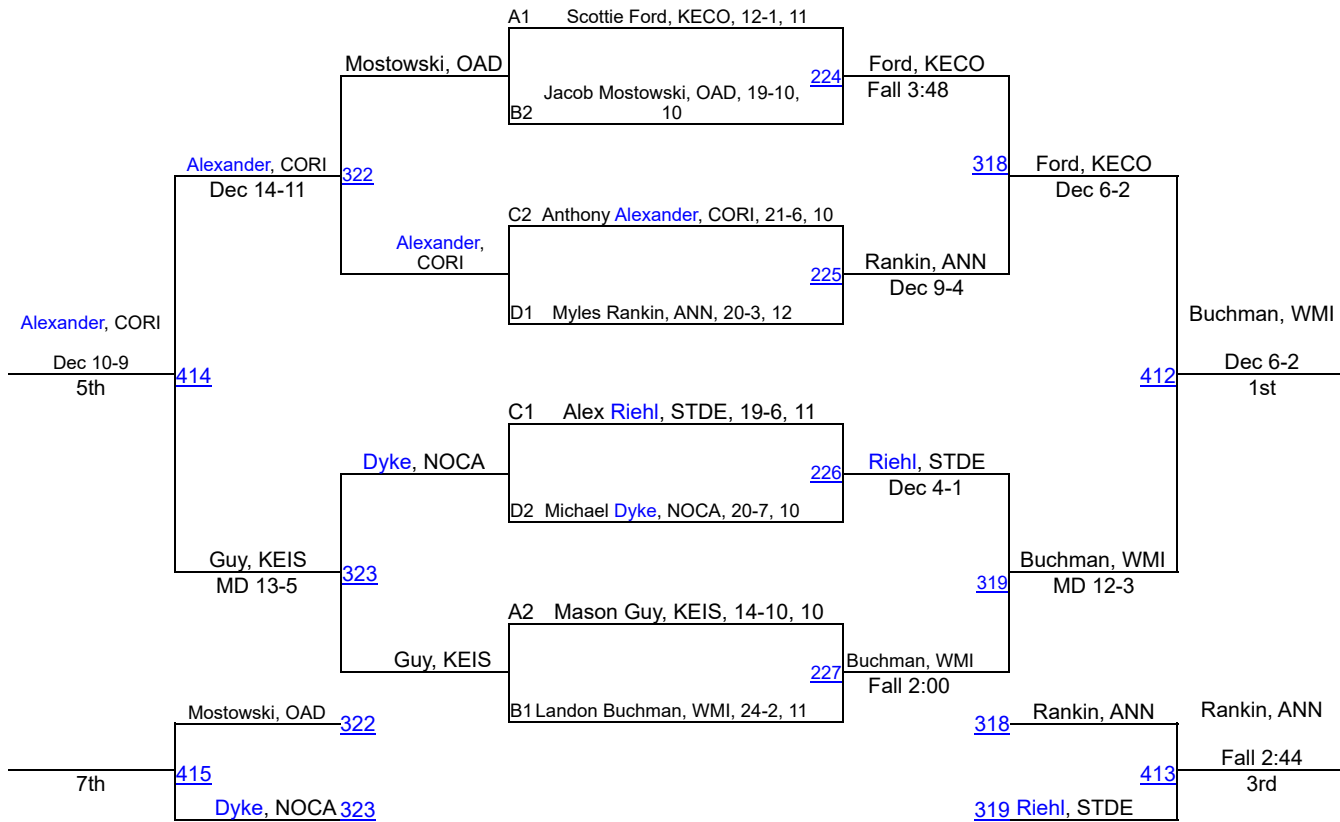 A1 Scottie Ford, KECO, 12-1, 11
Mostowski, OAD
224
Ford, KECO
Fall 3:48
Jacob Mostowski, OAD, 19-10,
B2 10
Alexander, CORI
Dec 14-11
322
318
Ford, KECO
Dec 6-2
C2 Anthony Alexander, CORI, 21-6, 10
Alexander,
CORI
225
Rankin, ANN
Dec 9-4
D1 Myles Rankin, ANN, 20-3, 12
Alexander, CORI
Dec 10-9
5th
414
Buchman, WMI
412
Dec 6-2
1st
C1 Alex Riehl, STDE, 19-6, 11
Dyke, NOCA
226
Riehl, STDE
Dec 4-1
D2 Michael Dyke, NOCA, 20-7, 10
Guy, KEIS
MD 13-5
323
319
Buchman, WMI
MD 12-3
A2 Mason Guy, KEIS, 14-10, 10
Guy, KEIS
227
Buchman, WMI
Fall 2:00
B1 Landon Buchman, WMI, 24-2, 11
Mostowski, OAD 322
7th
415
Dyke, NOCA 323
318 Rankin, ANN
Rankin, ANN
413
Fall 2:44
3rd
319 Riehl, STDE